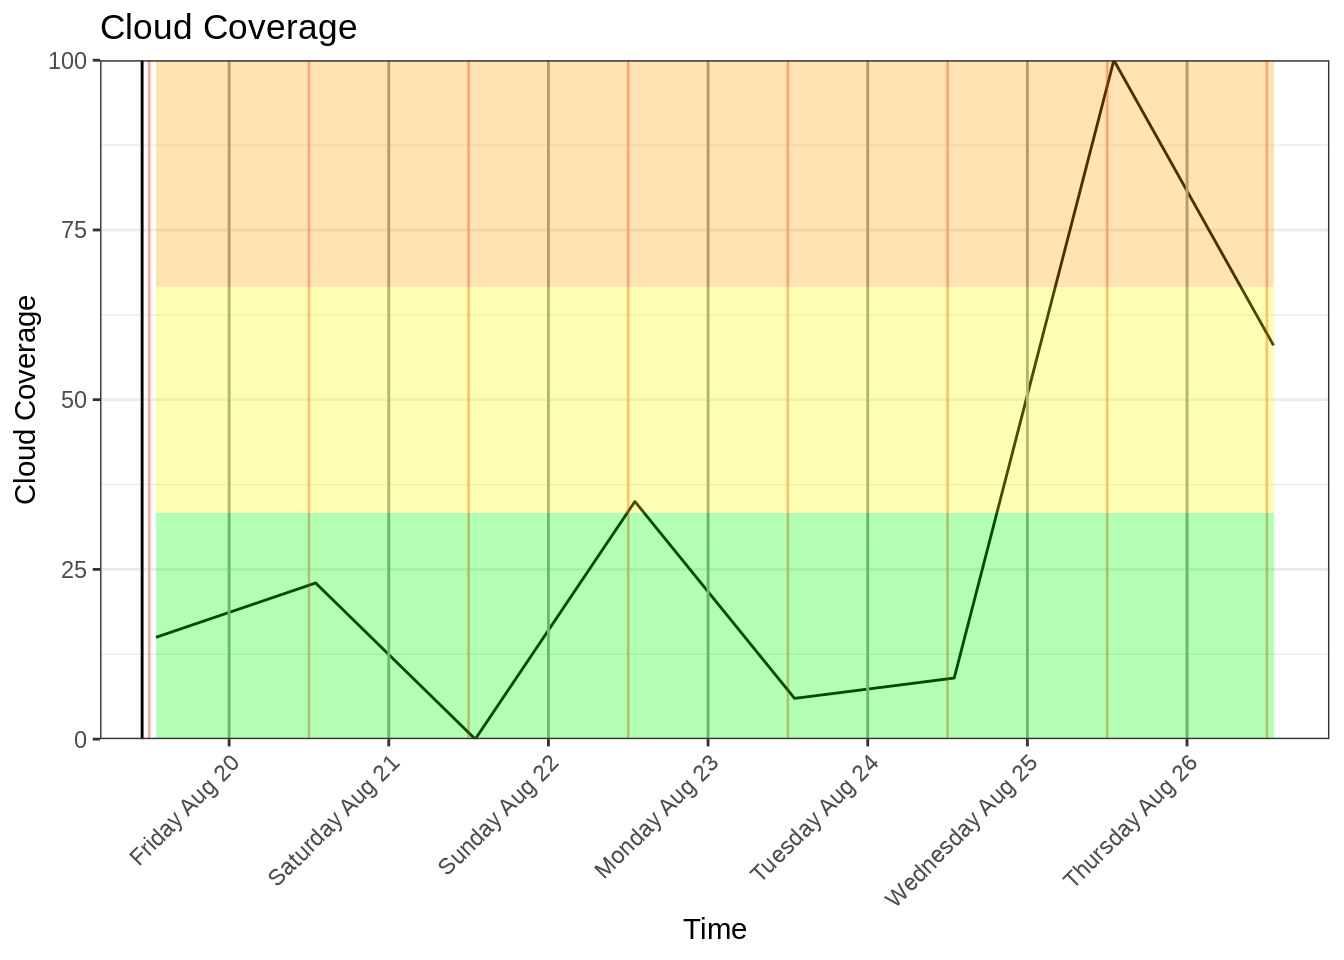 Cloud Coverage
100
75
50
25
0
Cloud Coverage
Friday Aug 20
Saturday Aug 21
Sunday Aug 22
Monday Aug 23
Tuesday Aug 24
Wednesday Aug 25
Thursday Aug 26
Time